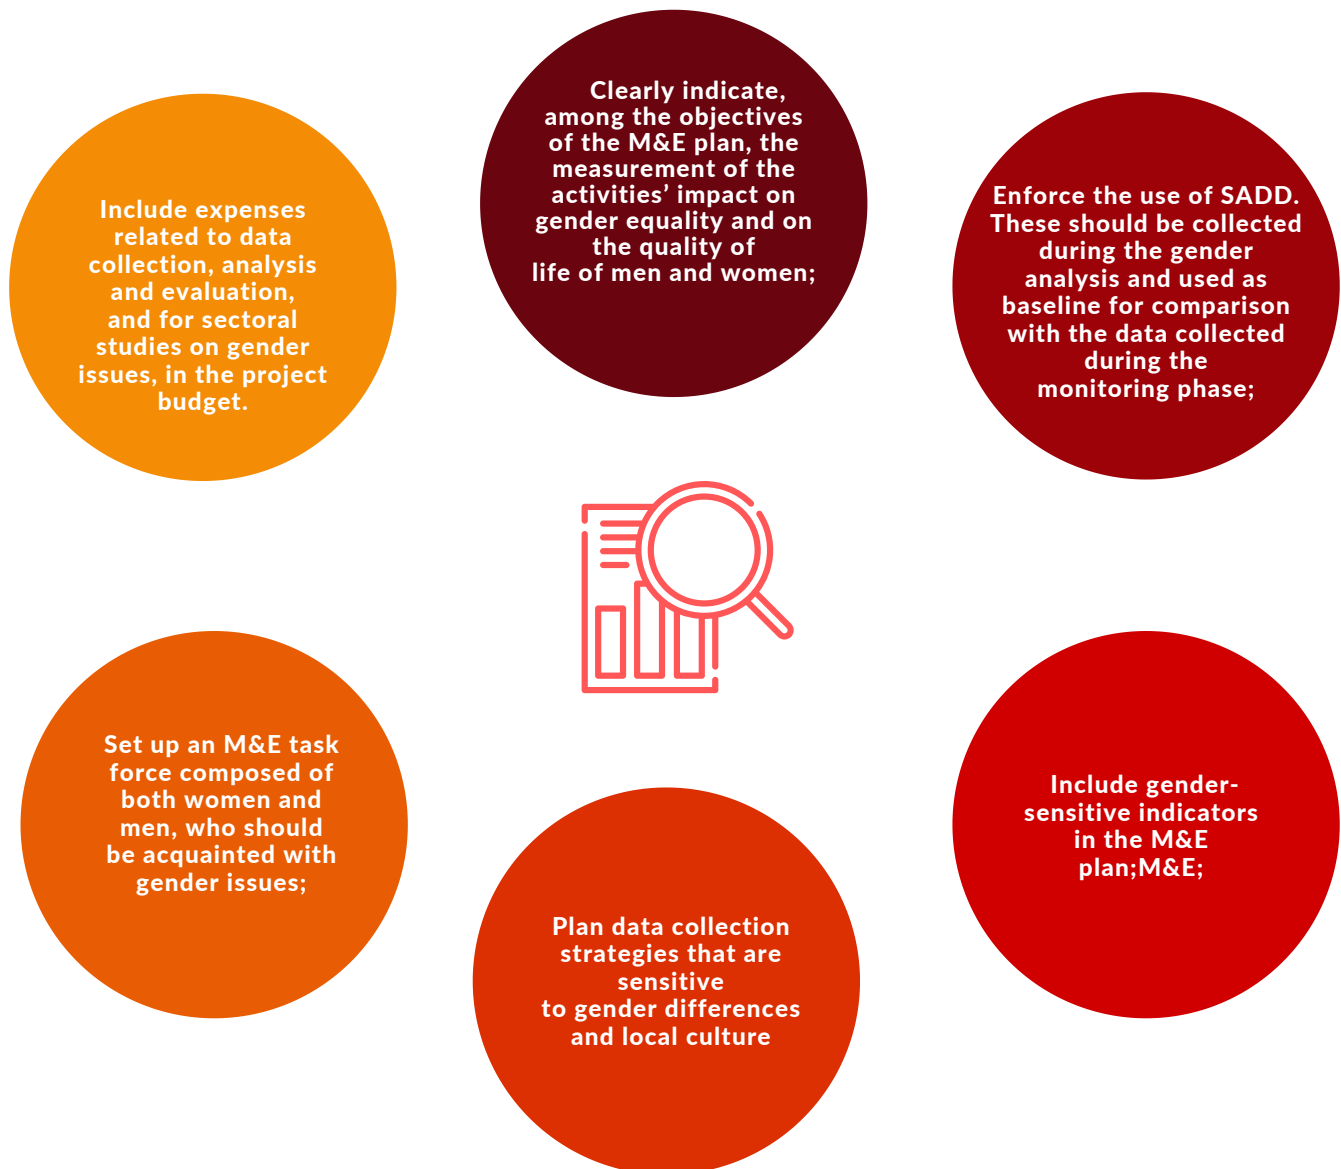 Clearly indicate,
among the objectives
of the M&E plan, the
measurement of the
activities’ impact on
gender equality and on
the quality of
life of men and women;
Enforce the use of SADD.
These should be collected
during the gender
analysis and used as
baseline for comparison
with the data collected
during the
monitoring phase;
Include gender-
sensitive indicators
in the M&E
plan;M&E;
Plan data collection
strategies that are
sensitive
to gender differences
and local culture
Set up an M&E task
force composed of
both women and
men, who should
be acquainted with
gender issues;
Include expenses
related to data
collection, analysis
and evaluation,
and for sectoral
studies on gender
issues, in the project
budget.